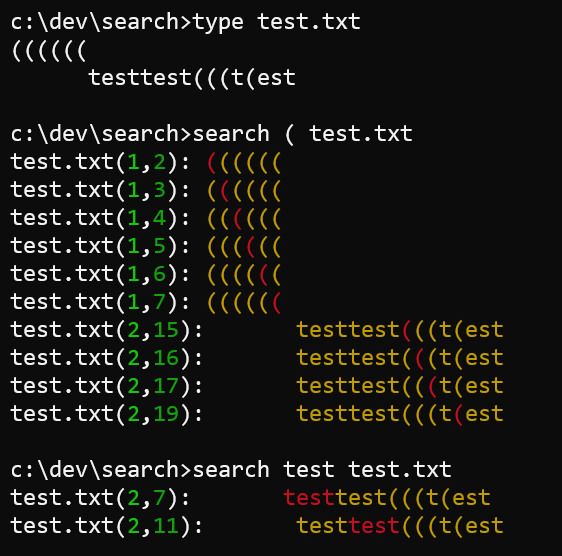 c:\dev\search>type test.txt
((((((
      testtest(((t(est
c:\dev\search>search ( test.txt
test.txt(1,2): ((((((
test.txt(1,3): ((((((
test.txt(1,4): ((((((
test.txt(1,5): ((((((
test.txt(1,6): ((((((
test.txt(1,7): ((((((
test.txt(2,15):       testtest(((t(est
test.txt(2,16):       testtest(((t(est
test.txt(2,17):       testtest(((t(est
test.txt(2,19):       testtest(((t(est
c:\dev\search>search test test.txt
test.txt(2,7):       testtest(((t(est
test.txt(2,11):       testtest(((t(est